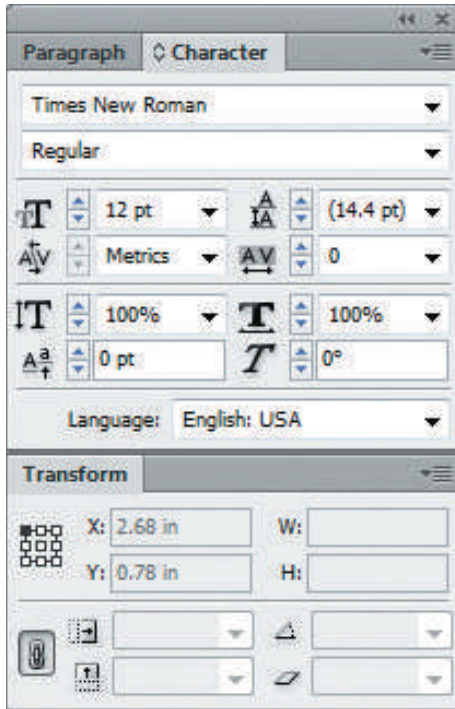 Paragraph Character
Times New Roman
Regular
12 pt (14.4 pt)
Metrics 0
100% 100%
0 pt 0°
Language: English: USA
Transform
X: 2.68 in W:
Y: 0.78 in H: